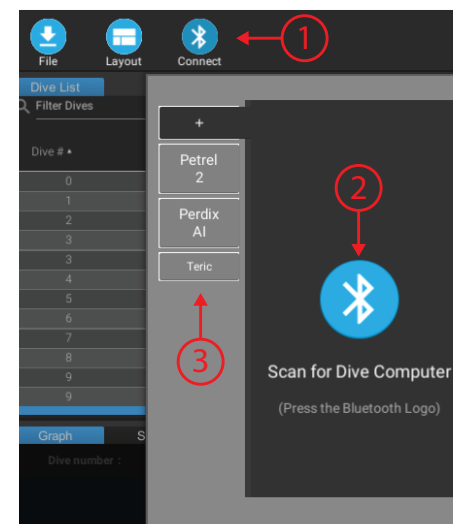 File
Layout
Connect
1
Dive List
Filter Dives
Dive #
0
1
2
3
3
4
5
6
7
8
9
9
Graph
S
Dive number :
+
Petrel
2
Perdix
AI
Teric
3
2
Scan for Dive Computer
(Press the Bluetooth Logo)